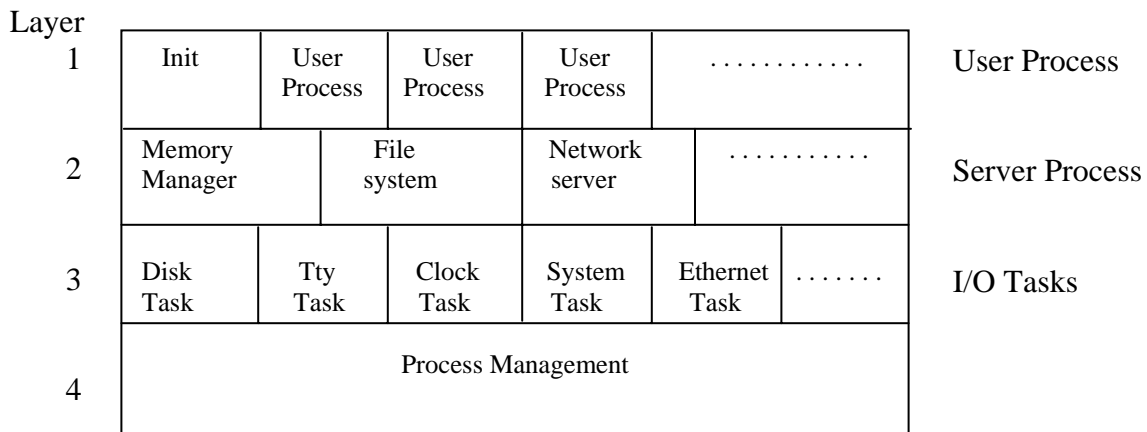 Layer
1
Init
User
Process
User
Process
User
Process
. . . . . . . . . . . .
User Process
2
Memory
Manager
File
system
Network
server
. . . . . . . . . . .
Server Process
3
Disk
Task
Tty
Task
Clock
Task
System
Task
Ethernet
Task
. . . . . . .
I/O Tasks
Process Management
4